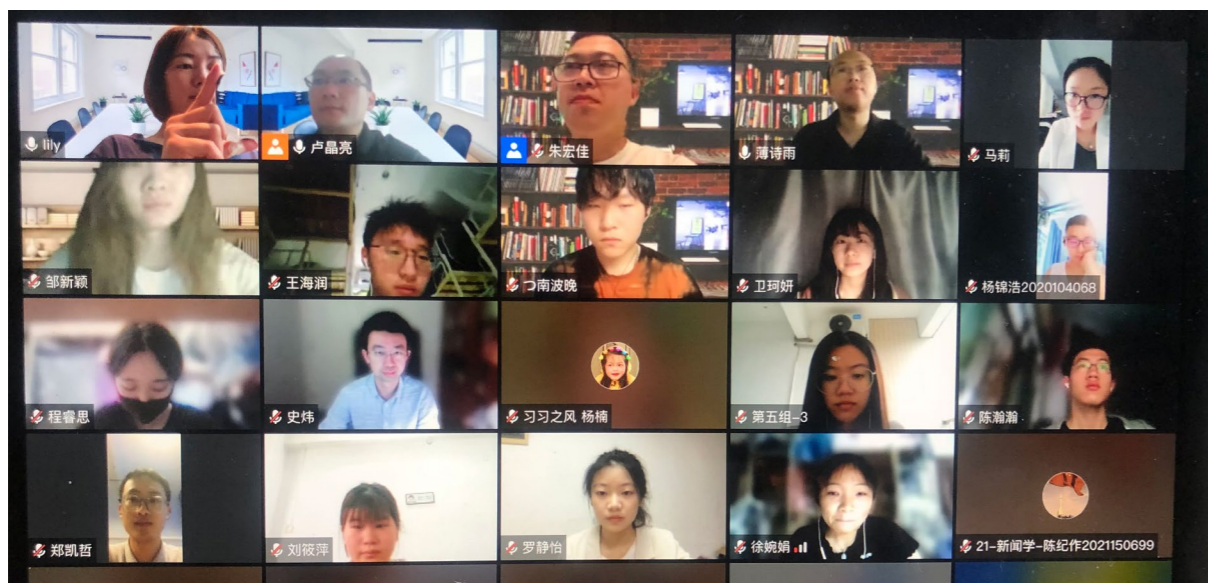 lily
卢晶亮
朱宏佳
薄诗雨
马莉
邹新颖
王海润
つ南波晚
卫珂妍
杨锦浩2020104068
程睿思
史炜
习习之风 杨楠
第五组-3
陈瀚瀚
郑凯哲
刘筱萍
罗静怡
徐婉娟
21-新闻学-陈纪作2021150699